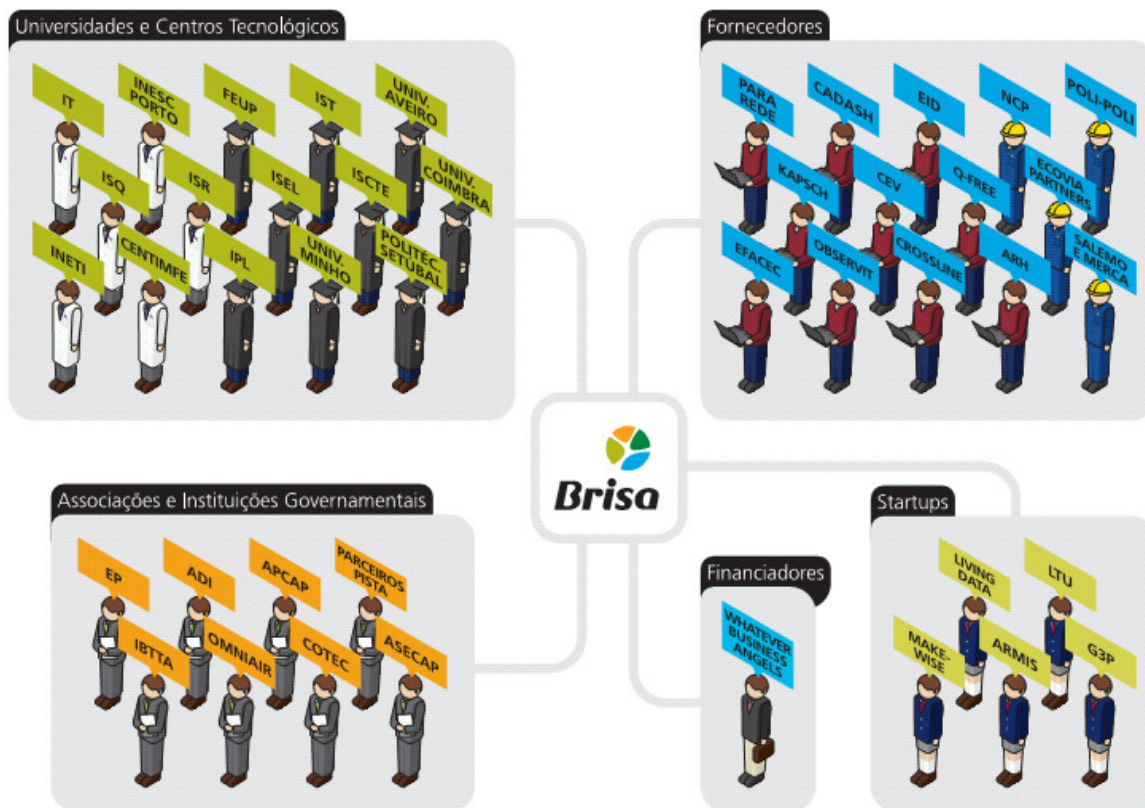 Universidades e Centros Tecnológicos
IT
INESC
PORTO
FEUP
IST
UNIV.
AVEIRO
ISQ
ISR
ISEL
ISCTE
UNIV.
COIMBRA
INETI
CENTIMFE
IPL
UNIV.
MINHO
POLITÉC.
SETÚBAL
Fornecedores
PARA
REDE
CADASH
EID
NCP
POLI-POLI
KAPSCH
CEV
Q-FREE
ECOVIA
PARTNERS
EFACEC
OBSERVIT
CROSSLINE
ARH
SALEMO
E MERCA
Brisa
Associações e Instituições Governamentais
EP
ADI
APCAP
PARCEIROS
PISTA
IBTTA
OMNIAIR
COTEC
ASECAP
Financiadores
WHATEVER
BUSINESS
ANGELS
Startups
LIVING
DATA
LTU
MAKE-
WISE
ARMIS
G3P